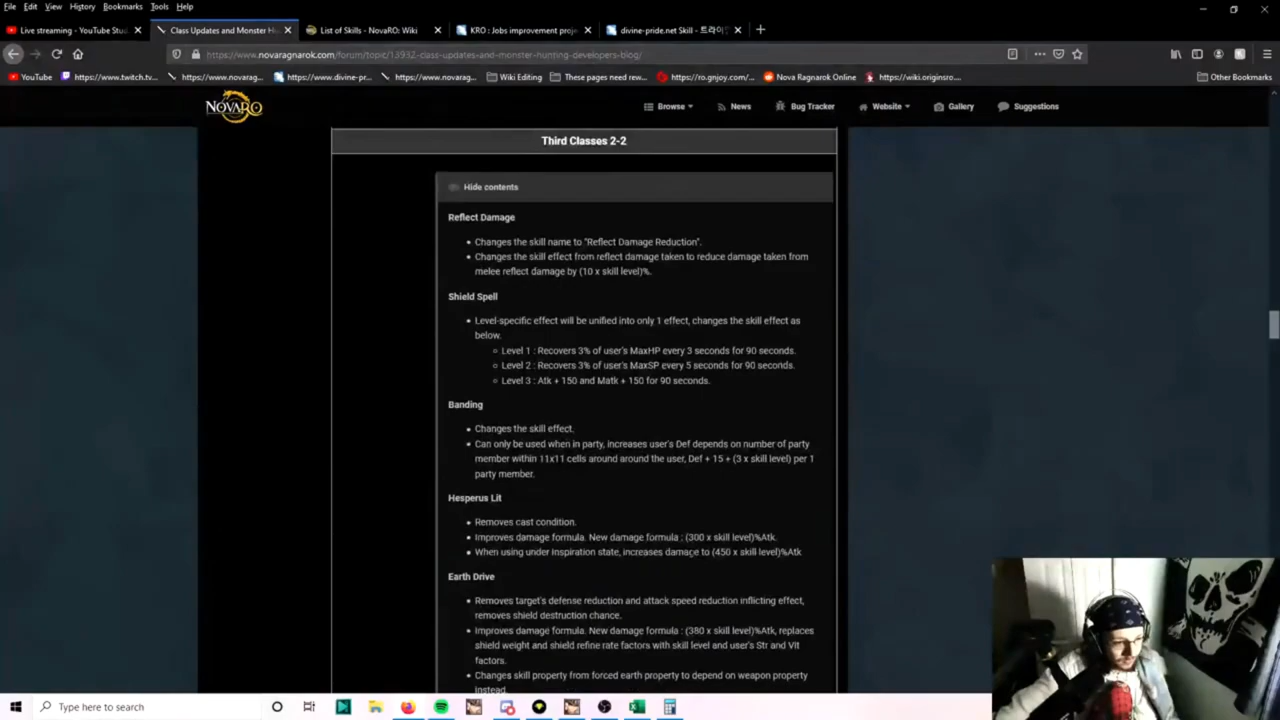 File Edit View History Bookmarks Tools Help
Live streaming - YouTube Stu
Class Updates and Monster Hu
List of Skills - NovaRO: Wiki
KRO : Jobs improvement proje
divine-pride.net Skill - 트라이
https://www.novaragnarok.com/forum/topic/13932-class-updates-and-monster-hunting-developers-blog/
YouTube
https://www.twitch.tv...
https://www.novarag...
https://www.divine-pr...
https://www.novarag...
Wiki Editing
These pages need rew...
https://ro.gnjoy.com/...
Nova Ragnarok Online
https://wiki.originsro....
Other Bookmarks
NOVARO
Browse
News
Bug Tracker
Website
Gallery
Suggestions
Third Classes 2-2
Hide contents
Reflect Damage
Changes the skill name to "Reflect Damage Reduction".
Changes the skill effect from reflect damage taken to reduce damage taken from
melee reflect damage by (10 x skill level)%.
Shield Spell
Level-specific effect will be unified into only 1 effect, changes the skill effect as
below.
Level 1 : Recovers 3% of user's MaxHP every 3 seconds for 90 seconds.
Level 2 : Recovers 3% of user's MaxSP every 5 seconds for 90 seconds.
Level 3 : Atk + 150 and Matk + 150 for 90 seconds.
Banding
Changes the skill effect.
Can only be used when in party, increases user's Def depends on number of party
member within 11x11 cells around around the user, Def + 15 + (3 x skill level) per 1
party member.
Hesperus Lit
Removes cast condition.
Improves damage formula. New damage formula : (300 x skill level)%Atk.
When using under Inspiration state, increases damage to (450 x skill level)%Atk
Earth Drive
Removes target's defense reduction and attack speed reduction inflicting effect,
removes shield destruction chance.
Improves damage formula. New damage formula : (380 x skill level)%Atk, replaces
shield weight and shield refine rate factors with skill level and user's Str and Vit
factors.
Changes skill property from forced earth property to depend on weapon property
instead.
Type here to search